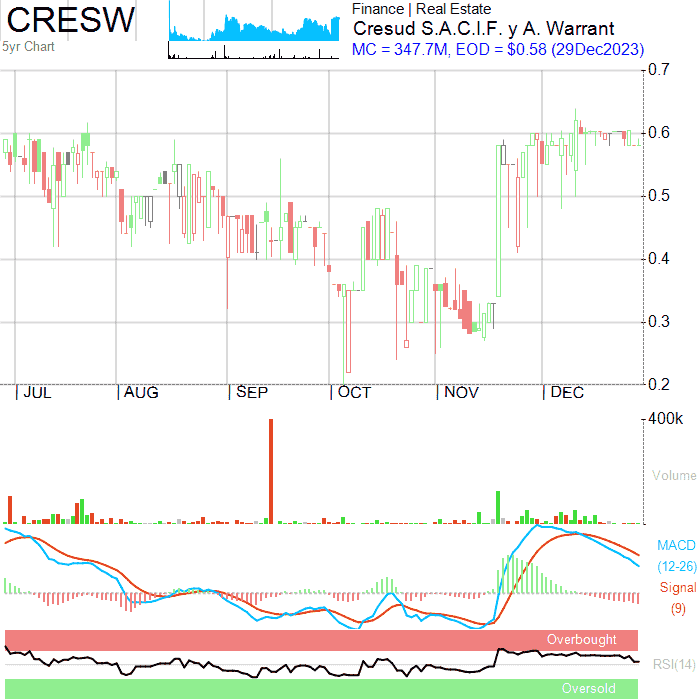 CRESW
5yr Chart
Finance | Real Estate
Cresud S.A.C.I.F. y A. Warrant
MC = 347.7M, EOD = $0.58 (29Dec2023)
0.7
0.6
0.5
0.4
0.3
0.2
JUL AUG SEP OCT NOV DEC
400k
Volume
MACD
(12-26)
Signal
(9)
Overbought
RSI(14)
Oversold